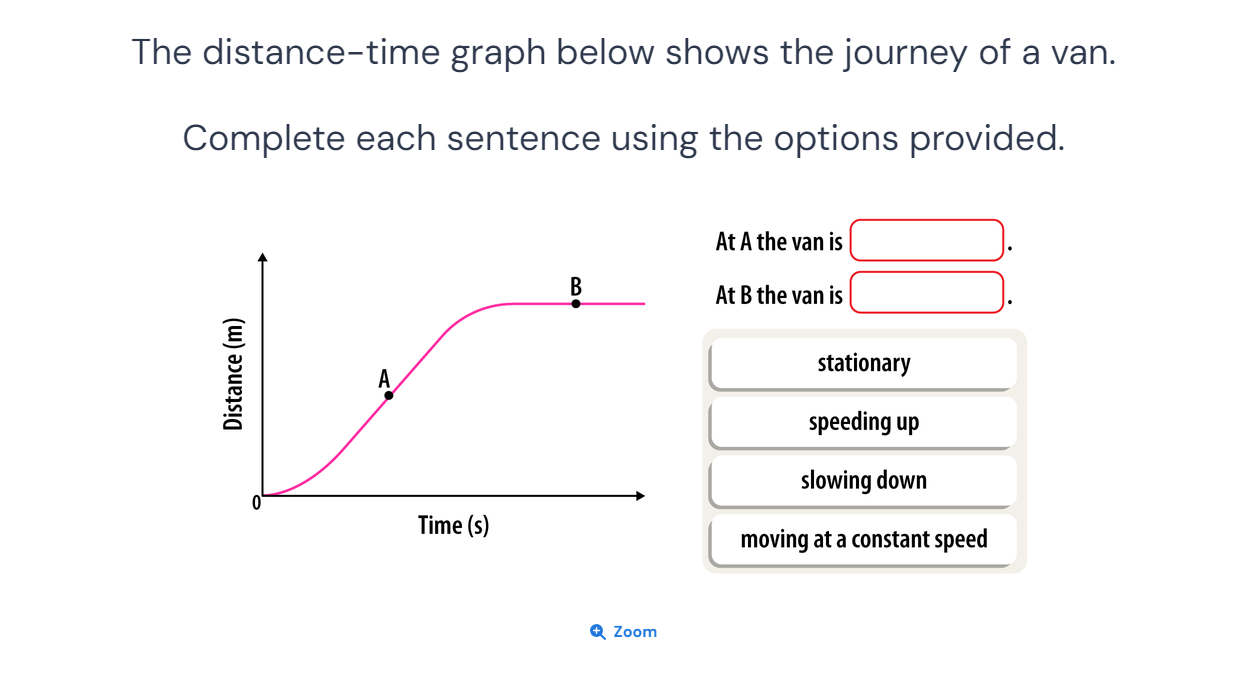 The distance-time graph below shows the journey of a van.
Complete each sentence using the options provided.
At A the van is .
At B the van is .
B
A
Distance (m)
0
Time (s)
stationary
speeding up
slowing down
moving at a constant speed
Zoom